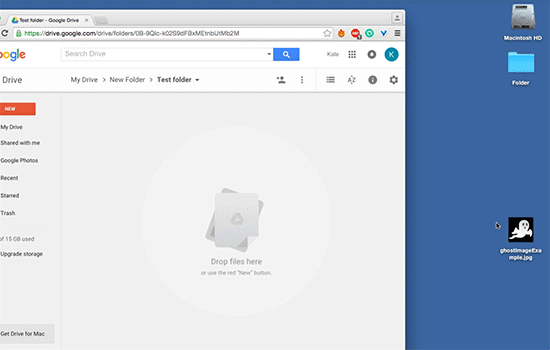 Test folder - Google Drive
https://drive.google.com/drive/folders/0B-9Qlc-k02S9dFBxMEtnbUtMb2M
oogle
Search Drive
Kate
K
Drive
My Drive > New Folder > Test folder
NEW
My Drive
Shared with me
Google Photos
Recent
Starred
Trash
of 15 GB used
Upgrade storage
Get Drive for Mac
Drop files here
or use the red "New" button.
Macintosh HD
Folder
ghostImageExa
mple.jpg